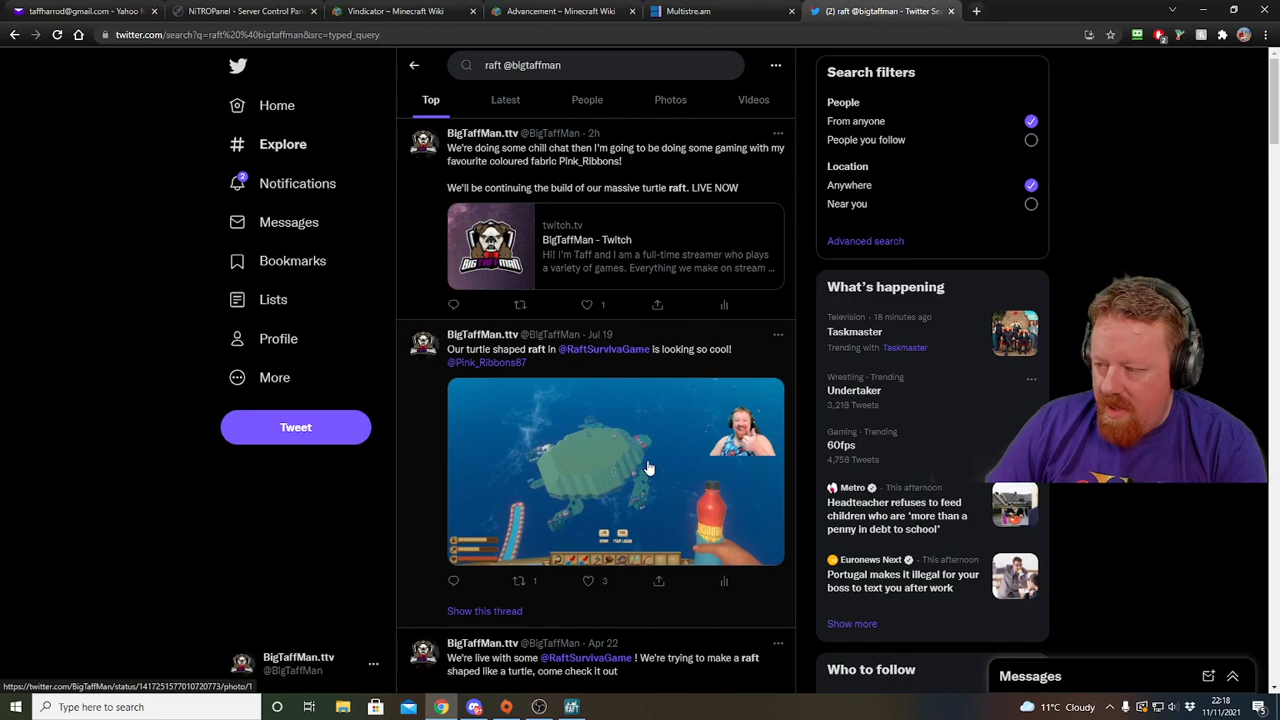 taffharrod@gmail.com - Yahoo M
NiTROPanel - Server Control Pan
Vindicator – Minecraft Wiki
Advancement – Minecraft Wiki
Multistre.am
(2) raft @bigtaffman - Twitter Se
twitter.com/search?q=raft%20%40bigtaffman&src=typed_query
raft @bigtaffman
Top
Latest
People
Photos
Videos
Home
Explore
2
Notifications
Messages
Bookmarks
Lists
Profile
More
Tweet
BigTaffMan.ttv
@BigTaffMan
BigTaffMan.ttv @BigTaffMan · 2h
We're doing some chill chat then I'm going to be doing some gaming with my
favourite coloured fabric Pink_Ribbons!
We'll be continuing the build of our massive turtle raft. LIVE NOW
twitch.tv
BigTaffMan - Twitch
Hi! I'm Taff and I am a full-time streamer who plays
a variety of games. Everything we make on stream ...
BIG TAFF MAN
1
BigTaffMan.ttv @BigTaffMan · Jul 19
Our turtle shaped raft in @RaftSurvivaGame is looking so cool!
@Pink_Ribbons87
1
3
Show this thread
BigTaffMan.ttv @BigTaffMan · Apr 22
We're live with some @RaftSurvivaGame ! We're trying to make a raft
shaped like a turtle, come check it out
Search filters
People
From anyone
People you follow
Location
Anywhere
Near you
Advanced search
What's happening
Television · 18 minutes ago
Taskmaster
Trending with Taskmaster
Wrestling · Trending
Undertaker
3,218 Tweets
Gaming · Trending
60fps
4,758 Tweets
Metro · This afternoon
Headteacher refuses to feed
children who are 'more than a
penny in debt to school'
Euronews Next · This afternoon
Portugal makes it illegal for your
boss to text you after work
Show more
Who to follow
Messages
https://twitter.com/BigTaffMan/status/1417251577010720773/photo/1
Type here to search
11°C Cloudy
22:18
11/11/2021